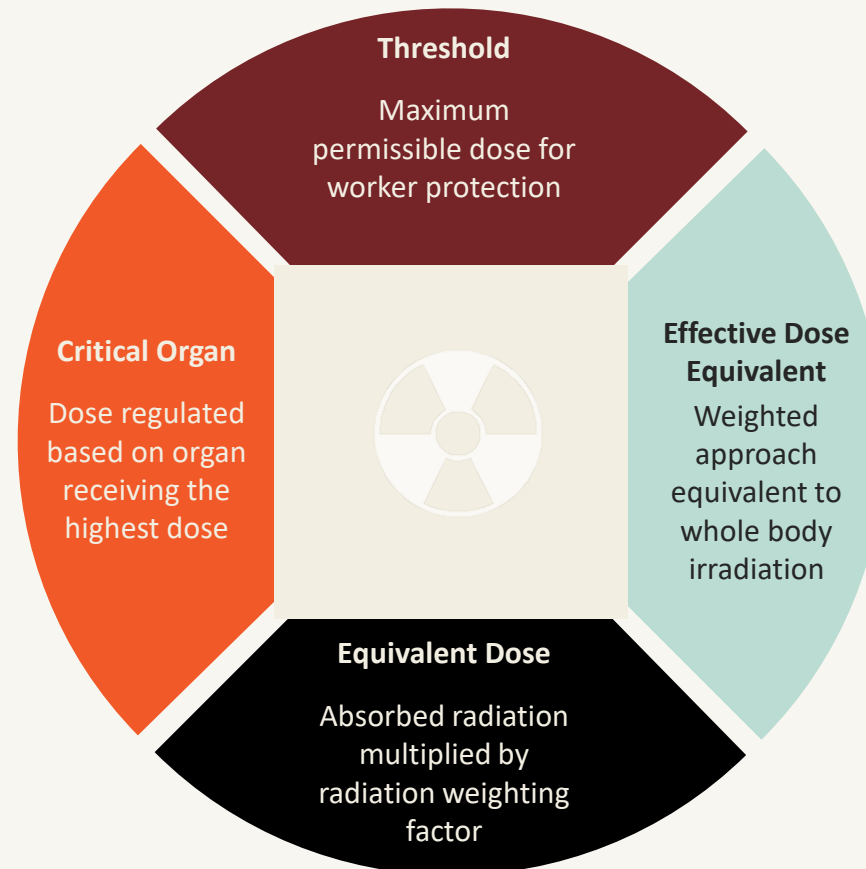 Threshold
Maximum
permissible dose for
worker protection
Critical Organ
Dose regulated
based on organ
receiving the
highest dose
Effective Dose
Equivalent
Weighted
approach
equivalent to
whole body
irradiation
Equivalent Dose
Absorbed radiation
multiplied by
radiation weighting
factor